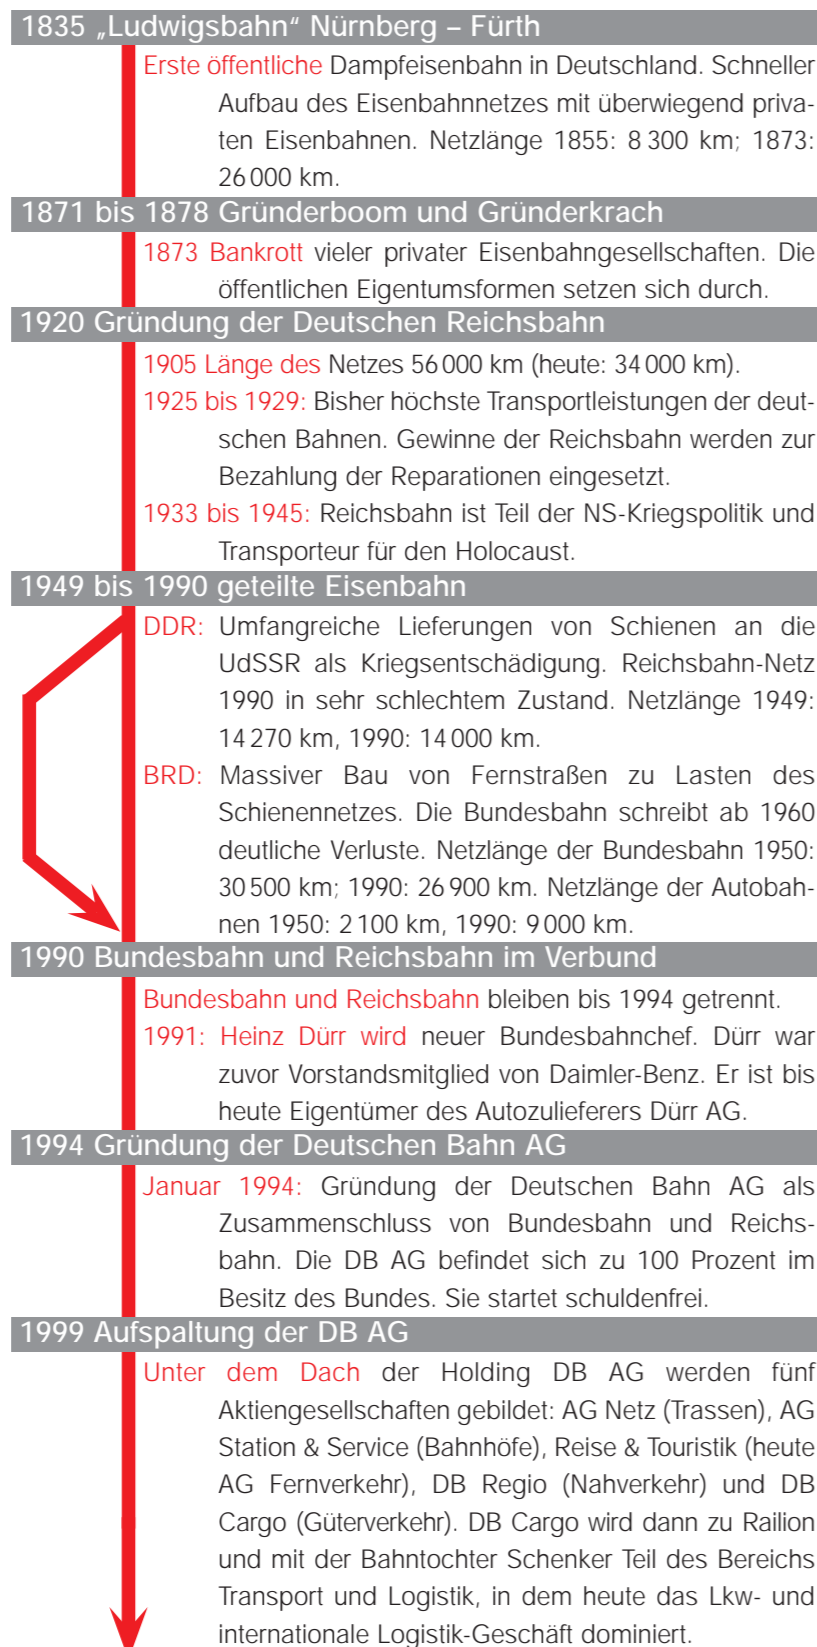 1835 „Ludwigsbahn“ Nürnberg – Fürth
Erste öffentliche Dampfeisenbahn in Deutschland. Schneller
Aufbau des Eisenbahnnetzes mit überwiegend priva-
ten Eisenbahnen. Netzlänge 1855: 8 300 km; 1873:
26 000 km.
1871 bis 1878 Gründerboom und Gründerkrach
1873 Bankrott vieler privater Eisenbahngesellschaften. Die
öffentlichen Eigentumsformen setzen sich durch.
1920 Gründung der Deutschen Reichsbahn
1905 Länge des Netzes 56 000 km (heute: 34 000 km).
1925 bis 1929: Bisher höchste Transportleistungen der deut-
schen Bahnen. Gewinne der Reichsbahn werden zur
Bezahlung der Reparationen eingesetzt.
1933 bis 1945: Reichsbahn ist Teil der NS-Kriegspolitik und
Transporteur für den Holocaust.
1949 bis 1990 geteilte Eisenbahn
DDR: Umfangreiche Lieferungen von Schienen an die
UdSSR als Kriegsentschädigung. Reichsbahn-Netz
1990 in sehr schlechtem Zustand. Netzlänge 1949:
14 270 km, 1990: 14 000 km.
BRD: Massiver Bau von Fernstraßen zu Lasten des
Schienennetzes. Die Bundesbahn schreibt ab 1960
deutliche Verluste. Netzlänge der Bundesbahn 1950:
30 500 km; 1990: 26 900 km. Netzlänge der Autobah-
nen 1950: 2 100 km, 1990: 9 000 km.
1990 Bundesbahn und Reichsbahn im Verbund
Bundesbahn und Reichsbahn bleiben bis 1994 getrennt.
1991: Heinz Dürr wird neuer Bundesbahnchef. Dürr war
zuvor Vorstandsmitglied von Daimler-Benz. Er ist bis
heute Eigentümer des Autozulieferers Dürr AG.
1994 Gründung der Deutschen Bahn AG
Januar 1994: Gründung der Deutschen Bahn AG als
Zusammenschluss von Bundesbahn und Reichs-
bahn. Die DB AG befindet sich zu 100 Prozent im
Besitz des Bundes. Sie startet schuldenfrei.
1999 Aufspaltung der DB AG
Unter dem Dach der Holding DB AG werden fünf
Aktiengesellschaften gebildet: AG Netz (Trassen), AG
Station & Service (Bahnhöfe), Reise & Touristik (heute
AG Fernverkehr), DB Regio (Nahverkehr) und DB
Cargo (Güterverkehr). DB Cargo wird dann zu Railion
und mit der Bahntochter Schenker Teil des Bereichs
Transport und Logistik, in dem heute das Lkw- und
internationale Logistik-Geschäft dominiert.